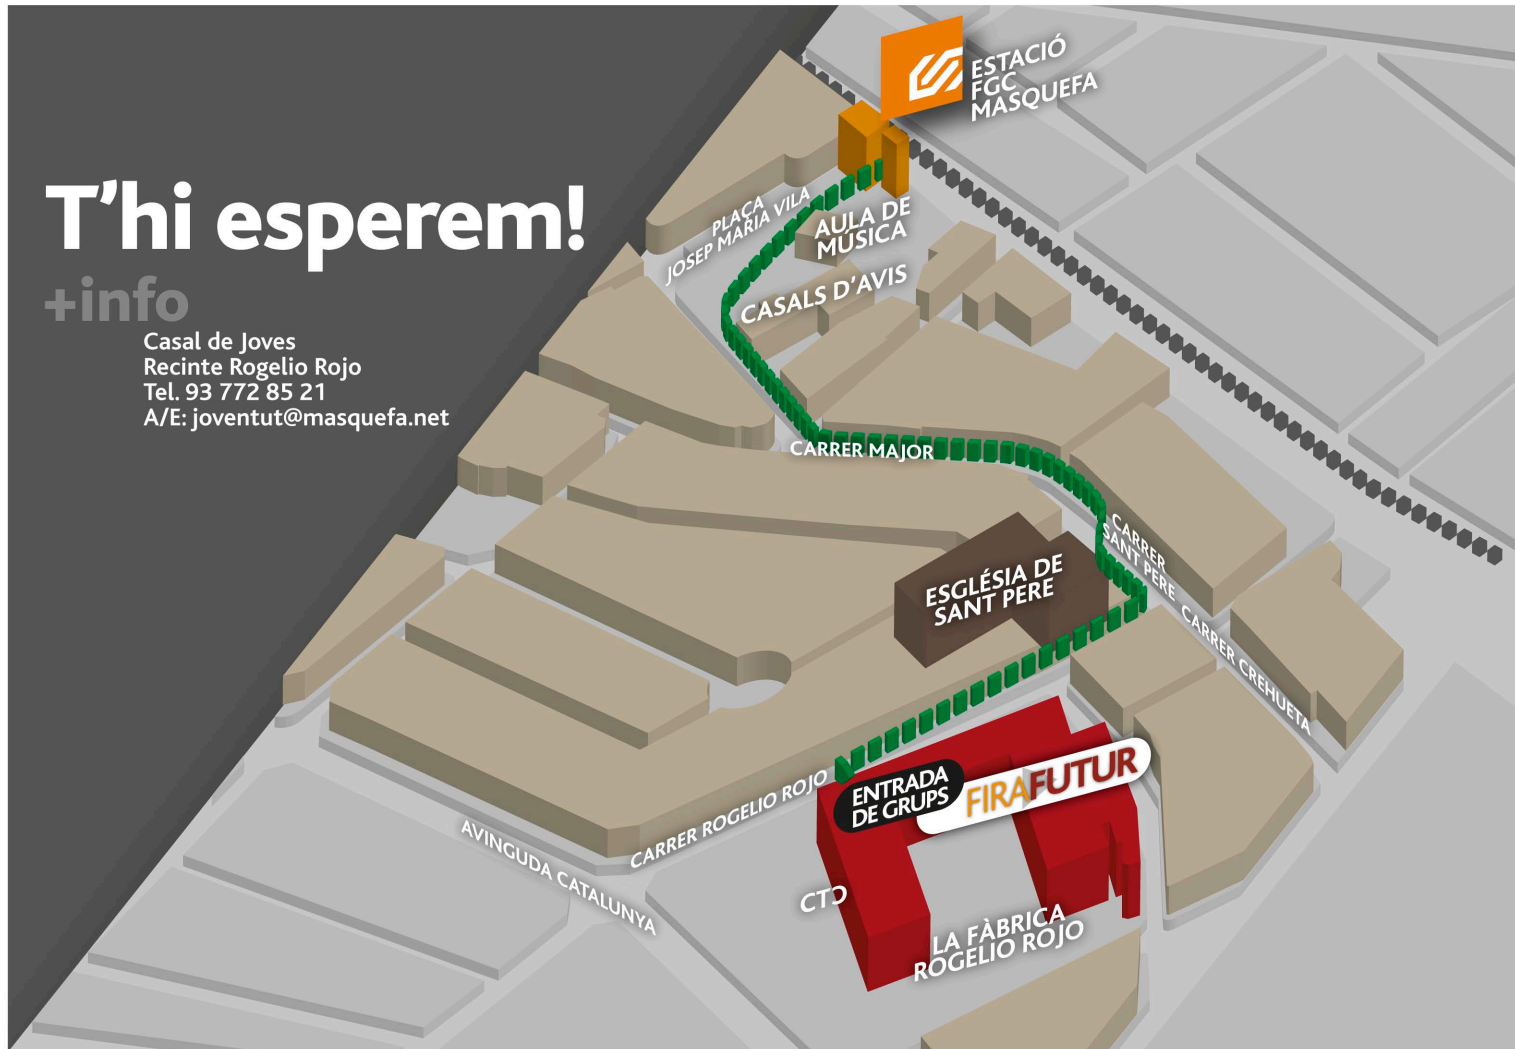 T'hi esperem!
+info
Casal de Joves
Recinte Rogelio Rojo
Tel. 93 772 85 21
A/E: joventut@masquefa.net
ESTACIÓ
FGC
MASQUEFA
PLAÇA
JOSEP MARIA VILA
AULA DE
MÚSICA
CASALS D'AVIS
CARRER MAJOR
CARRER
SANT PERE
ESGLÉSIA DE
SANT PERE
CARRER CREHUETA
ENTRADA
DE GRUPS
FIRAFUTUR
CARRER ROGELIO ROJO
AVINGUDA CATALUNYA
CTC
LA FÀBRICA
ROGELIO ROJO